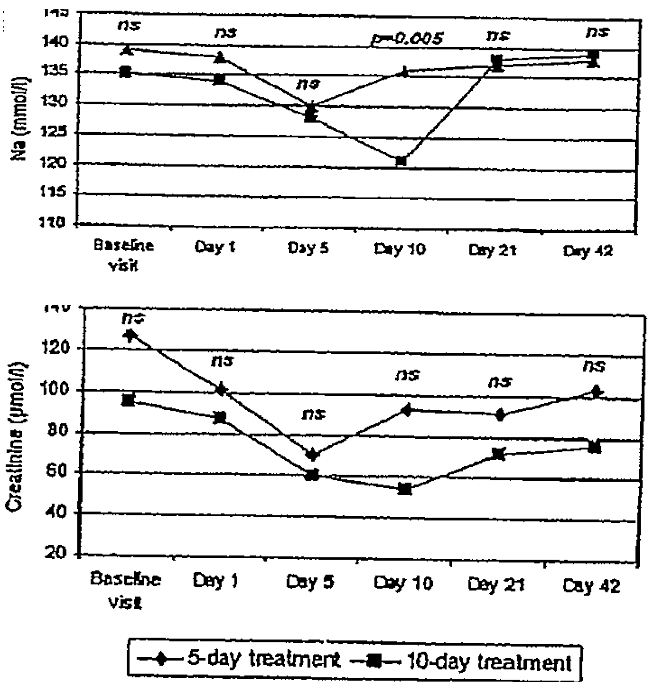 145
ns ns ns ns
140 p=0.005
135 ns
130
125
120
115
110
Na (mmol/l)
Baseline Day 1 Day 5 Day 10 Day 21 Day 42
visit
140
ns
120
ns ns ns ns
100
ns
80
60
40
20
Creatinine (µmol/l)
Baseline Day 1 Day 5 Day 10 Day 21 Day 42
visit
5-day treatment 10-day treatment